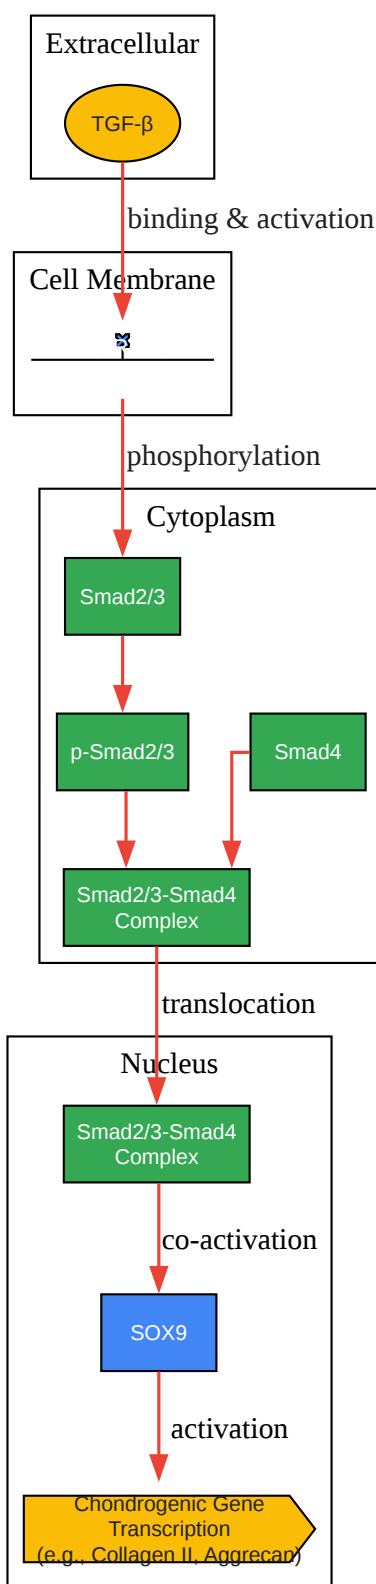 Extracellular
TGF-β
binding & activation
Cell Membrane
phosphorylation
Cytoplasm
Smad2/3
p-Smad2/3
Smad4
Smad2/3-Smad4
Complex
translocation
Nucleus
Smad2/3-Smad4
Complex
co-activation
SOX9
activation
Chondrogenic Gene
Transcription
(e.g., Collagen II, Aggrecan)